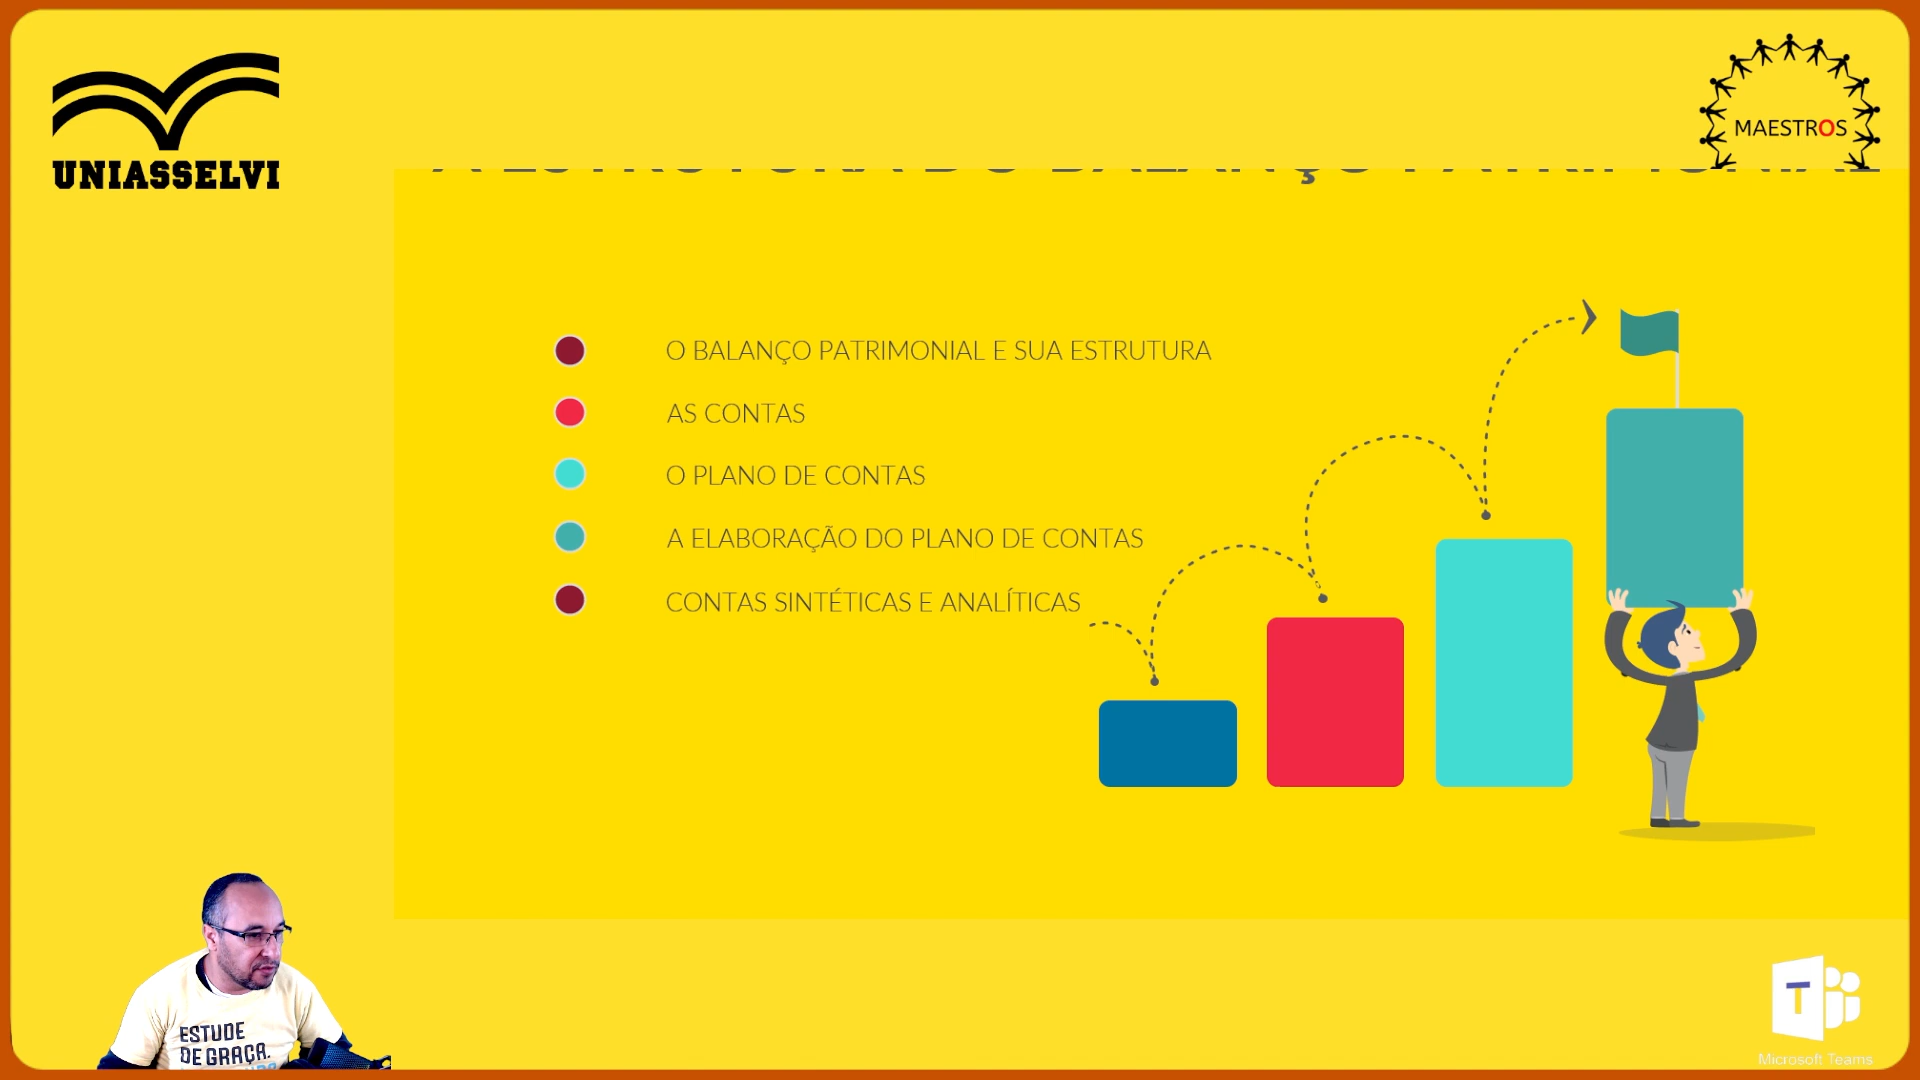 UNIASSELVI
MAESTROS
O BALANÇO PATRIMONIAL E SUA ESTRUTURA
AS CONTAS
O PLANO DE CONTAS
A ELABORAÇÃO DO PLANO DE CONTAS
CONTAS SINTÉTICAS E ANALÍTICAS
ESTUDE
DE GRAÇA.
T
Microsoft Teams